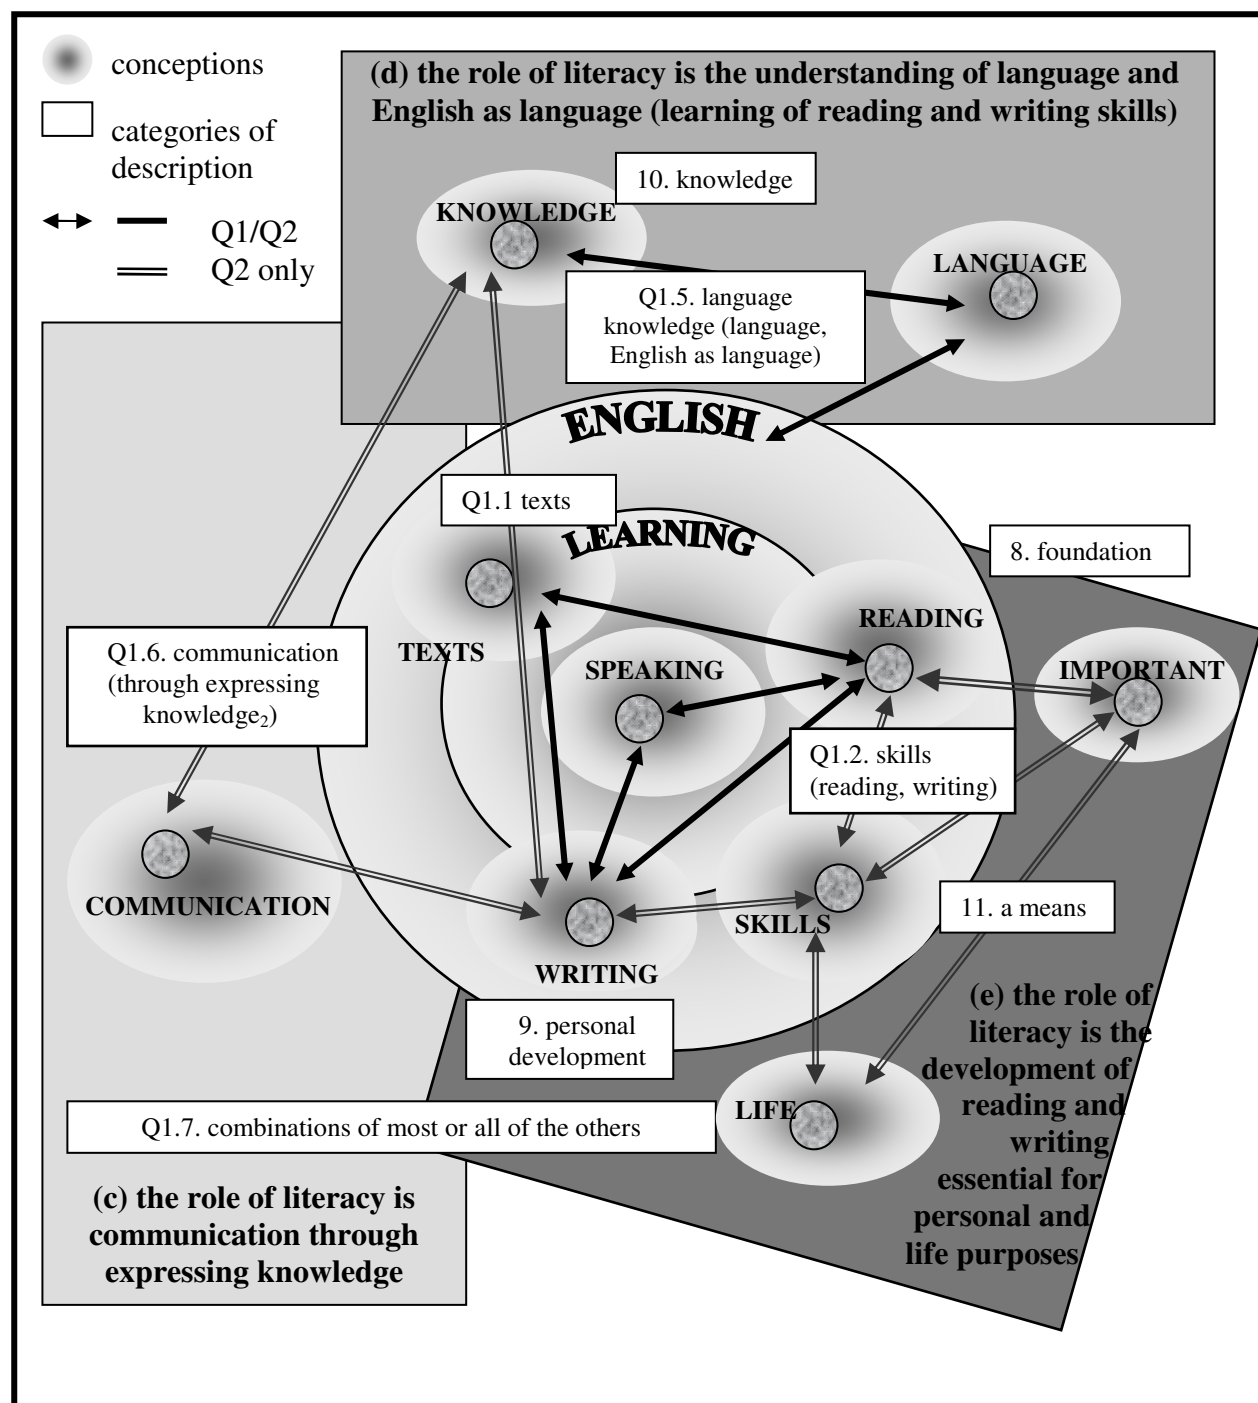 conceptions
categories of
description
Q1/Q2
Q2 only
(d) the role of literacy is the understanding of language and
English as language (learning of reading and writing skills)
10. knowledge
KNOWLEDGE
LANGUAGE
Q1.5. language
knowledge (language,
English as language)
ENGLISH
Q1.1 texts
LEARNING
8. foundation
READING
TEXTS
SPEAKING
IMPORTANT
Q1.6. communication
(through expressing
knowledge₂)
Q1.2. skills
(reading, writing)
COMMUNICATION
SKILLS
11. a means
WRITING
9. personal
development
(e) the role of
literacy is the
development of
reading and
writing
essential for
personal and
life purposes
LIFE
Q1.7. combinations of most or all of the others
(c) the role of literacy is
communication through
expressing knowledge